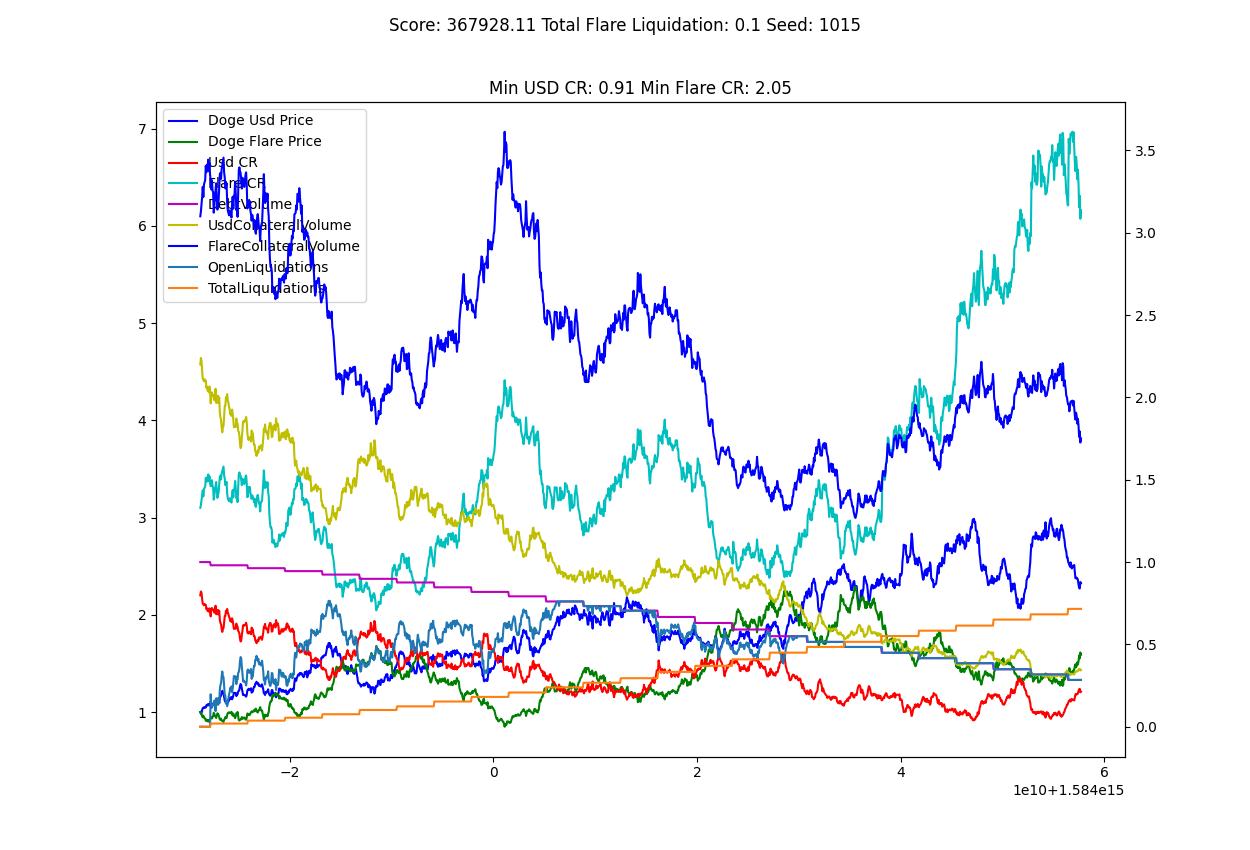 Score: 367928.11 Total Flare Liquidation: 0.1 Seed: 1015
Min USD CR: 0.91 Min Flare CR: 2.05
Doge Usd Price
Doge Flare Price
Usd CR
Flare CR
DebtVolume
UsdCollateralVolume
FlareCollateralVolume
OpenLiquidations
TotalLiquidations
7
6
5
4
3
2
1
3.5
3.0
2.5
2.0
1.5
1.0
0.5
0.0
−2
0
2
4
6
1e10+1.584e15